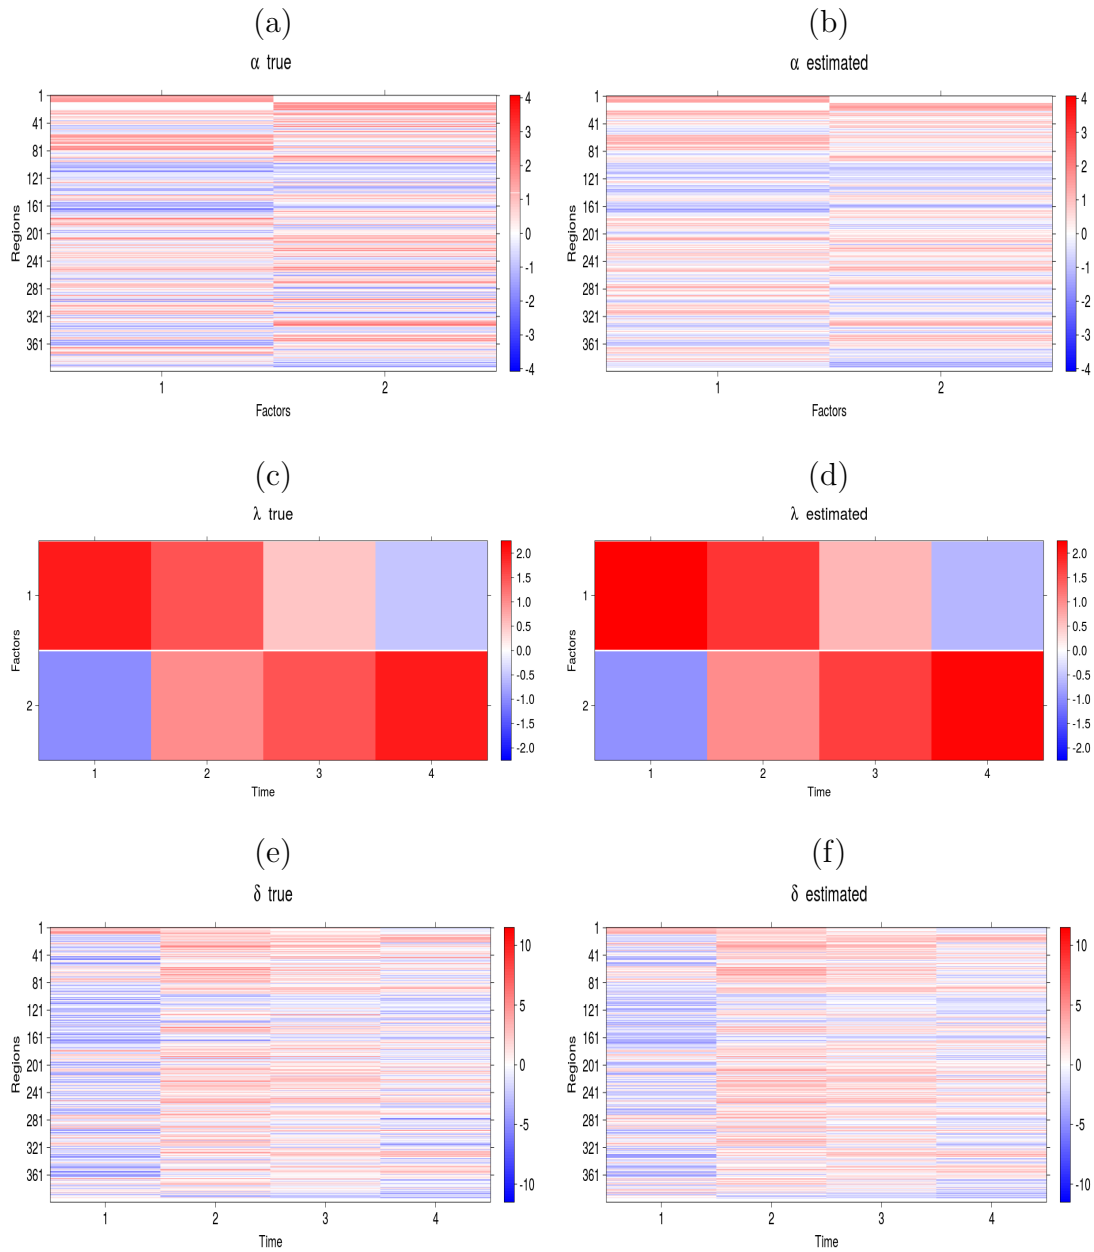 (a) (b)
α true α estimated
1 41 81 121 161 201 241 281 321 361
Regions
4 3 2 1 0 -1 -2 -3 -4
1 2
Factors
1 41 81 121 161 201 241 281 321 361
Regions
4 3 2 1 0 -1 -2 -3 -4
1 2
Factors
(c) (d)
λ true λ estimated
1 2
Factors
2.0 1.5 1.0 0.5 0.0 -0.5 -1.0 -1.5 -2.0
1 2 3 4
Time
1 2
Factors
2.0 1.5 1.0 0.5 0.0 -0.5 -1.0 -1.5 -2.0
1 2 3 4
Time
(e) (f)
δ true δ estimated
1 41 81 121 161 201 241 281 321 361
Regions
10 5 0 -5 -10
1 2 3 4
Time
1 41 81 121 161 201 241 281 321 361
Regions
10 5 0 -5 -10
1 2 3 4
Time